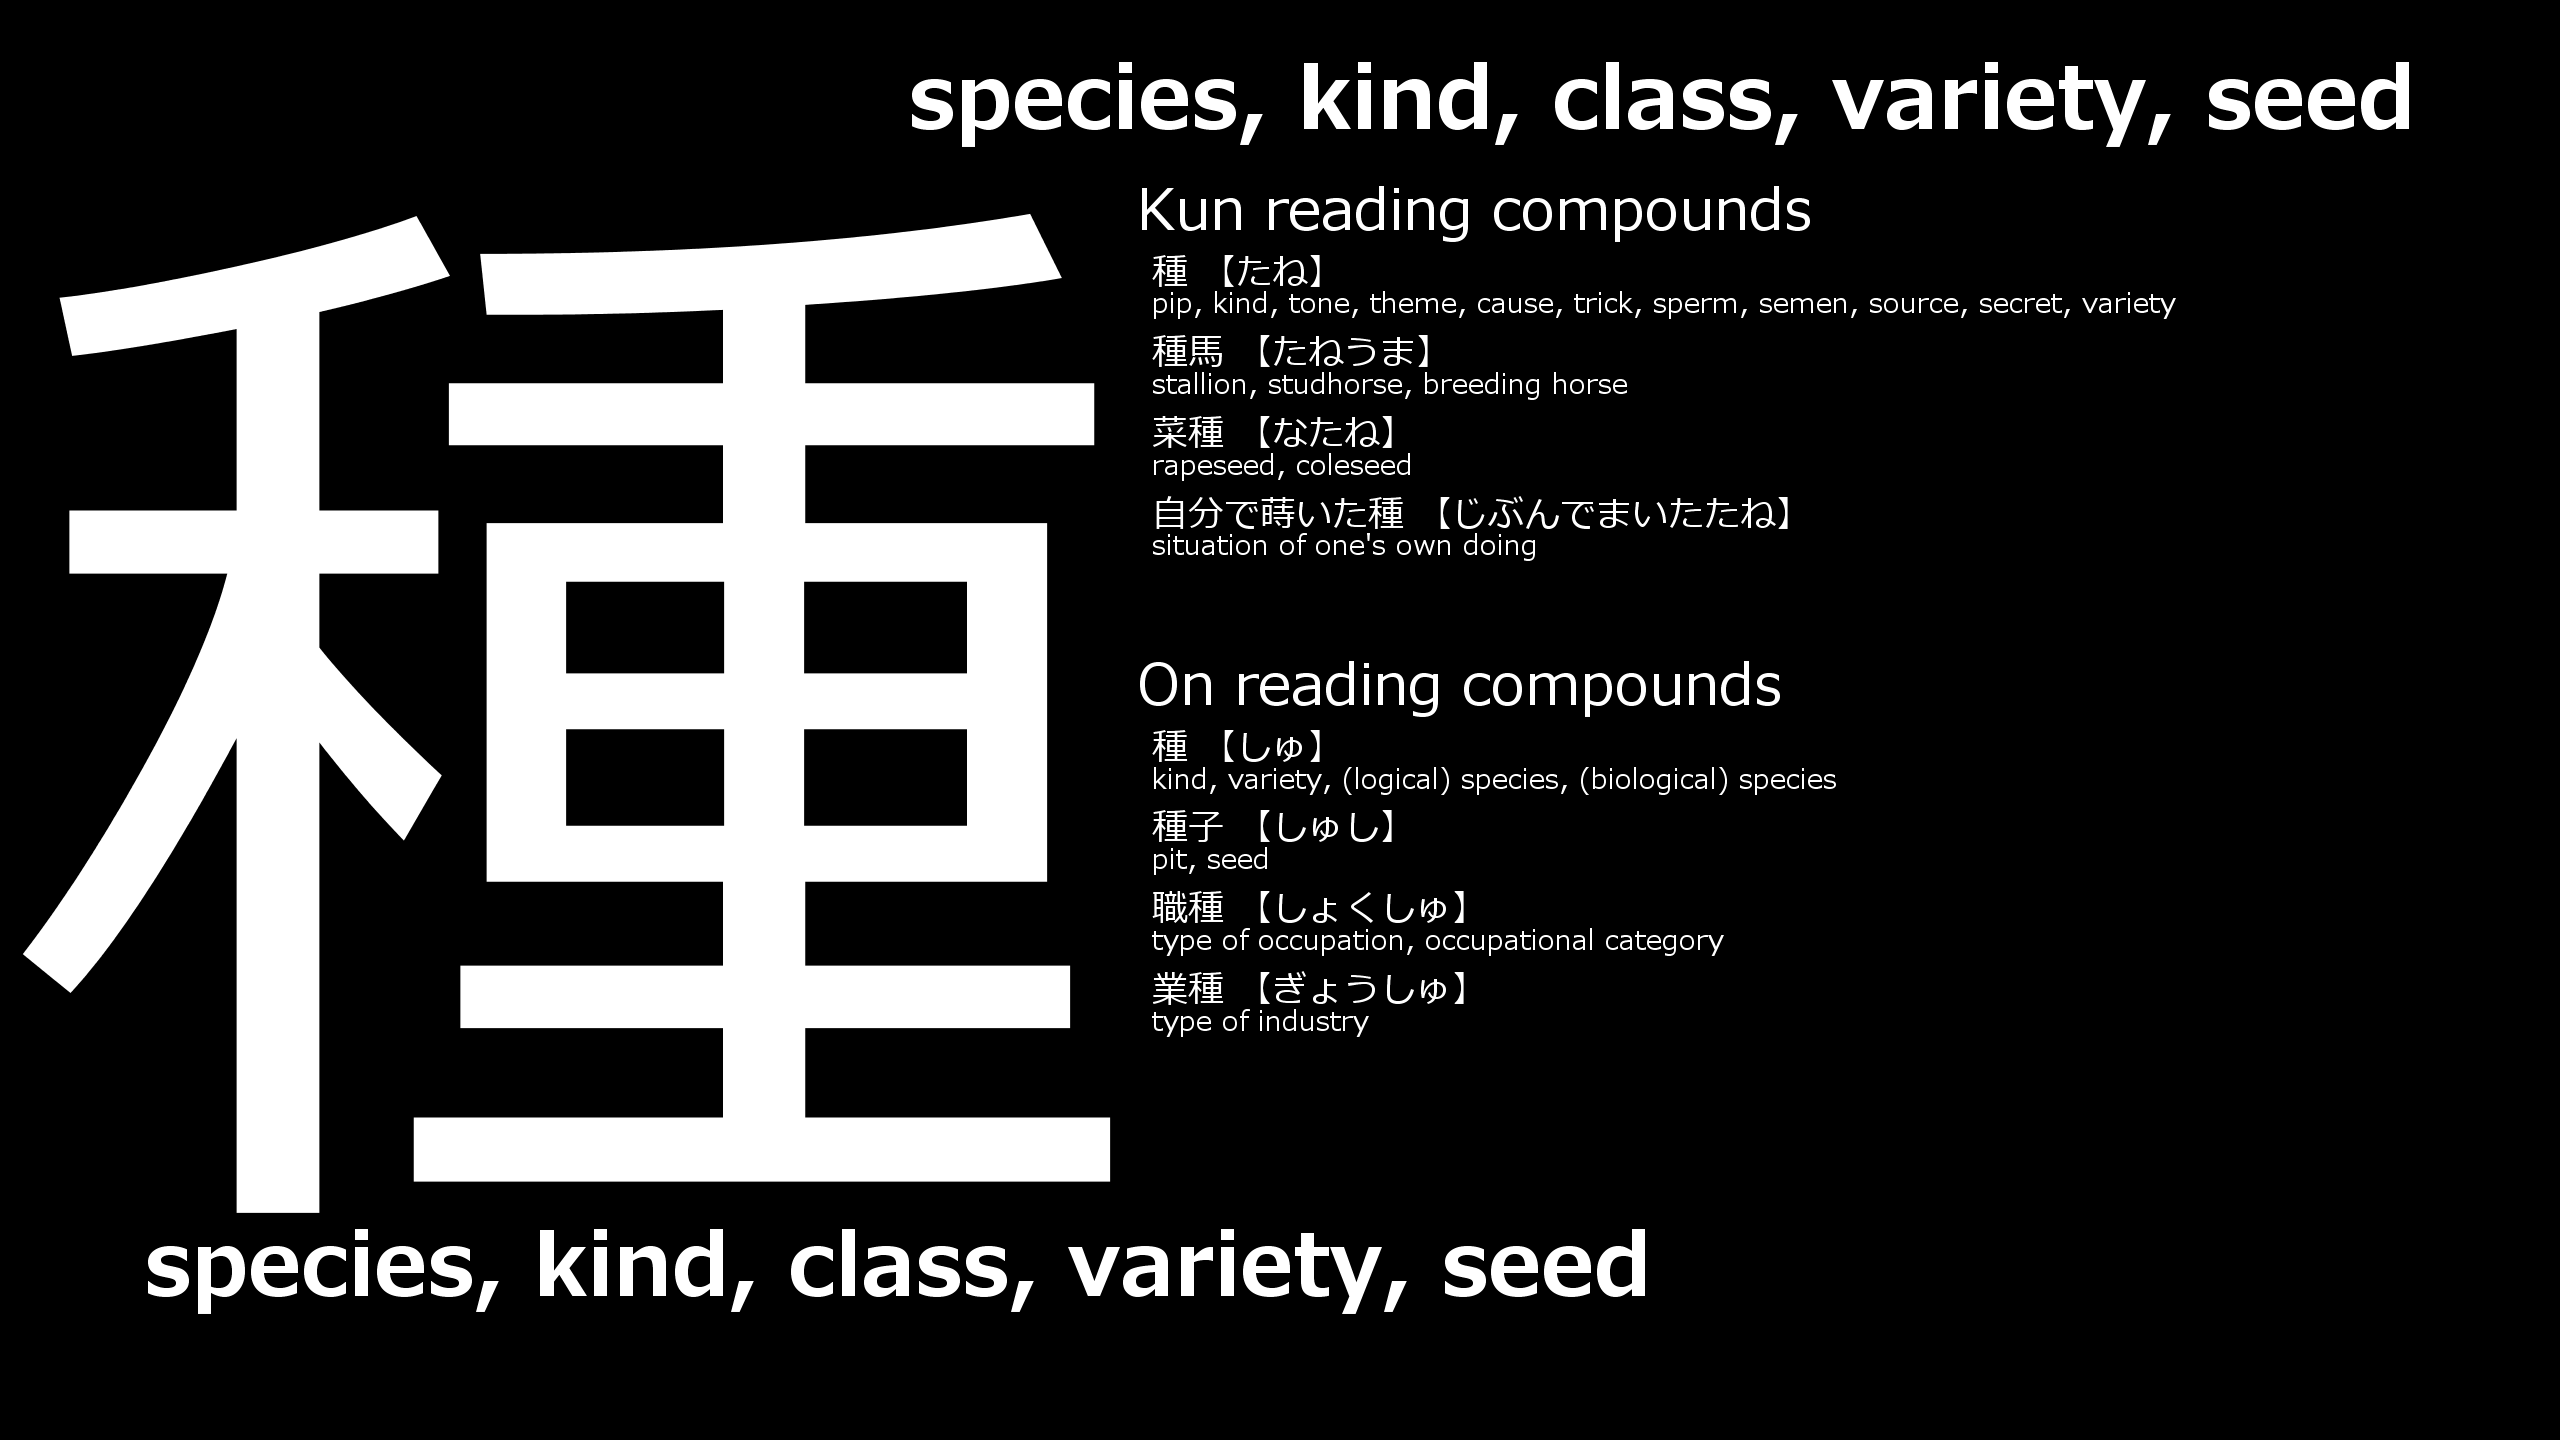 species, kind, class, variety, seed
種
Kun reading compounds
種 【たね】
pip, kind, tone, theme, cause, trick, sperm, semen, source, secret, variety
種馬 【たねうま】
stallion, studhorse, breeding horse
菜種 【なたね】
rapeseed, coleseed
自分で蒔いた種 【じぶんでまいたたね】
situation of one's own doing
On reading compounds
種 【しゅ】
kind, variety, (logical) species, (biological) species
種子 【しゅし】
pit, seed
職種 【しょくしゅ】
type of occupation, occupational category
業種 【ぎょうしゅ】
type of industry
species, kind, class, variety, seed